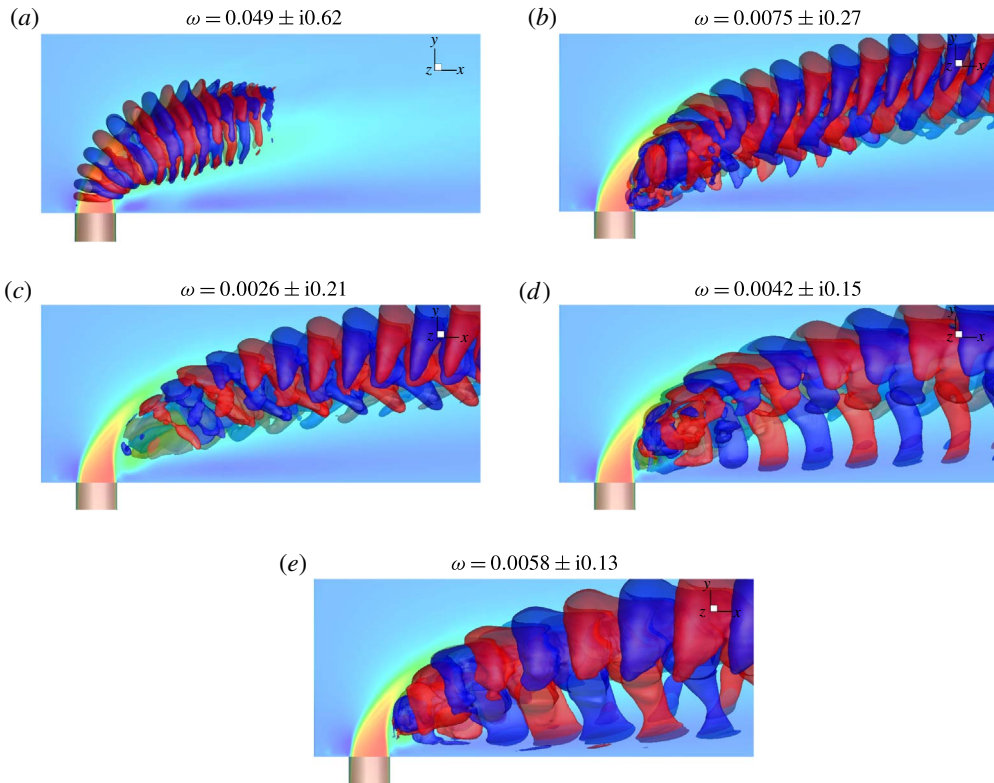 (a)
ω = 0.049 ± i0.62
y
z x
(b)
ω = 0.0075 ± i0.27
y
z x
(c)
ω = 0.0026 ± i0.21
y
z x
(d)
ω = 0.0042 ± i0.15
y
z x
(e)
ω = 0.0058 ± i0.13
y
z x